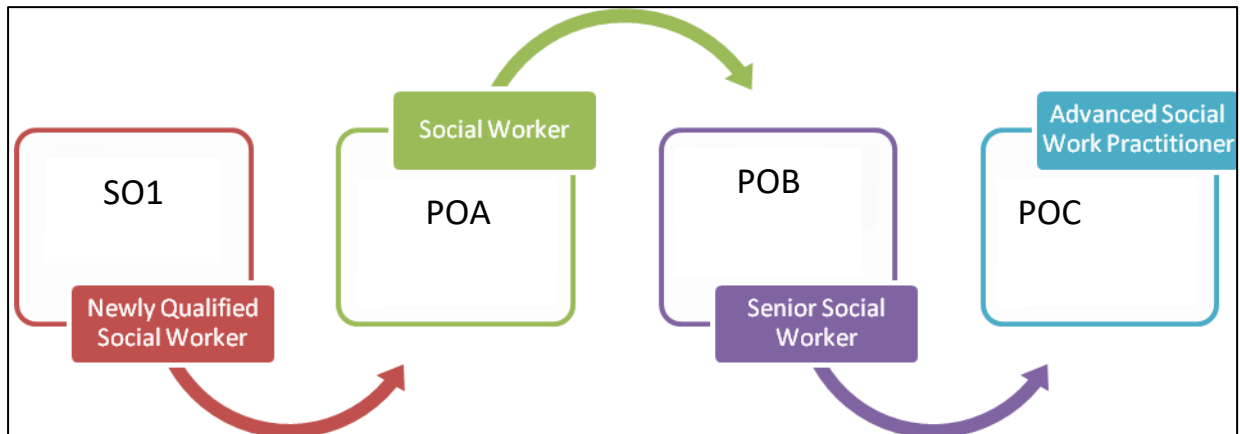 SO1
Newly Qualified
Social Worker
Social Worker
POA
POB
Senior Social
Worker
Advanced Social
Work Practitioner
POC